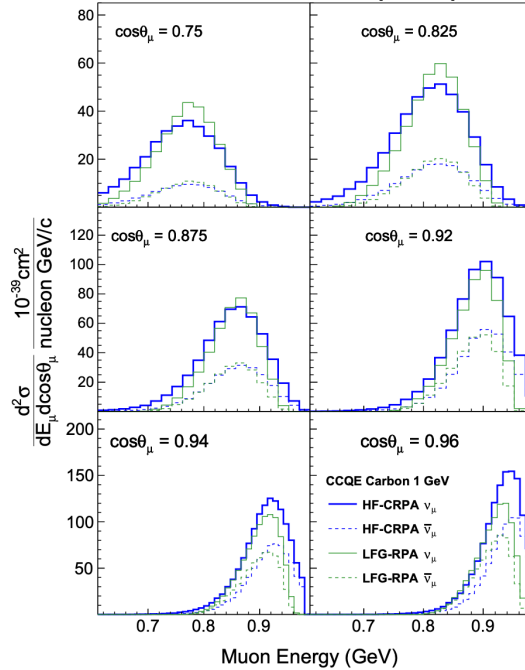 cosθμ = 0.75
cosθμ = 0.825
80
60
40
20
cosθμ = 0.875
cosθμ = 0.92
120
100
80
60
40
20
d²σ
dEμdcosθμ
10⁻³⁹cm²
nucleon GeV/c
cosθμ = 0.94
cosθμ = 0.96
200
150
100
50
CCQE Carbon 1 GeV
HF-CRPA νμ
HF-CRPA ν̅μ
LFG-RPA νμ
LFG-RPA ν̅μ
0.7 0.8 0.9 0.7 0.8 0.9
Muon Energy (GeV)